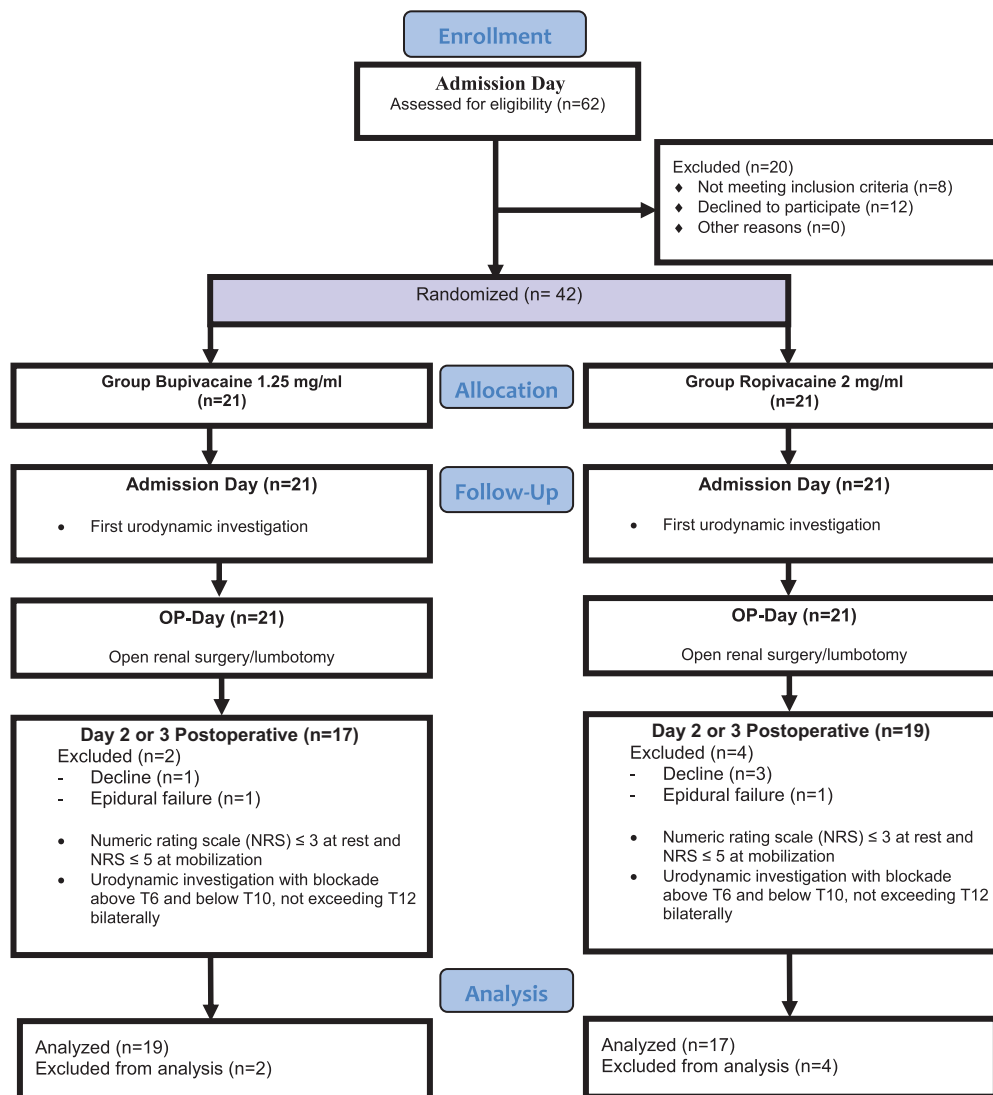 Enrollment
Admission Day
Assessed for eligibility (n=62)
Excluded (n=20)
♦ Not meeting inclusion criteria (n=8)
♦ Declined to participate (n=12)
♦ Other reasons (n=0)
Randomized (n= 42)
Group Bupivacaine 1.25 mg/ml
(n=21)
Allocation
Group Ropivacaine 2 mg/ml
(n=21)
Admission Day (n=21)
• First urodynamic investigation
Follow-Up
Admission Day (n=21)
• First urodynamic investigation
OP-Day (n=21)
Open renal surgery/lumbotomy
OP-Day (n=21)
Open renal surgery/lumbotomy
Day 2 or 3 Postoperative (n=17)
Excluded (n=2)
- Decline (n=1)
- Epidural failure (n=1)
• Numeric rating scale (NRS) ≤ 3 at rest and
NRS ≤ 5 at mobilization
• Urodynamic investigation with blockade
above T6 and below T10, not exceeding T12
bilaterally
Day 2 or 3 Postoperative (n=19)
Excluded (n=4)
- Decline (n=3)
- Epidural failure (n=1)
• Numeric rating scale (NRS) ≤ 3 at rest and
NRS ≤ 5 at mobilization
• Urodynamic investigation with blockade
above T6 and below T10, not exceeding T12
bilaterally
Analysis
Analyzed (n=19)
Excluded from analysis (n=2)
Analyzed (n=17)
Excluded from analysis (n=4)